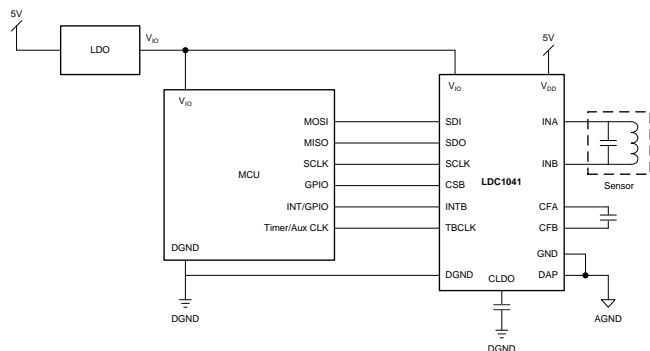 5V
5V
LDO
VIO
VIO
VIO
VDD
MCU
MOSI
MISO
SCLK
GPIO
INT/GPIO
Timer/Aux CLK
DGND
SDI
SDO
SCLK
CSB
INTB
TBCLK
DGND
LDC1041
CLDO
INA
INB
CFA
CFB
GND
DAP
Sensor
DGND
AGND
DGND